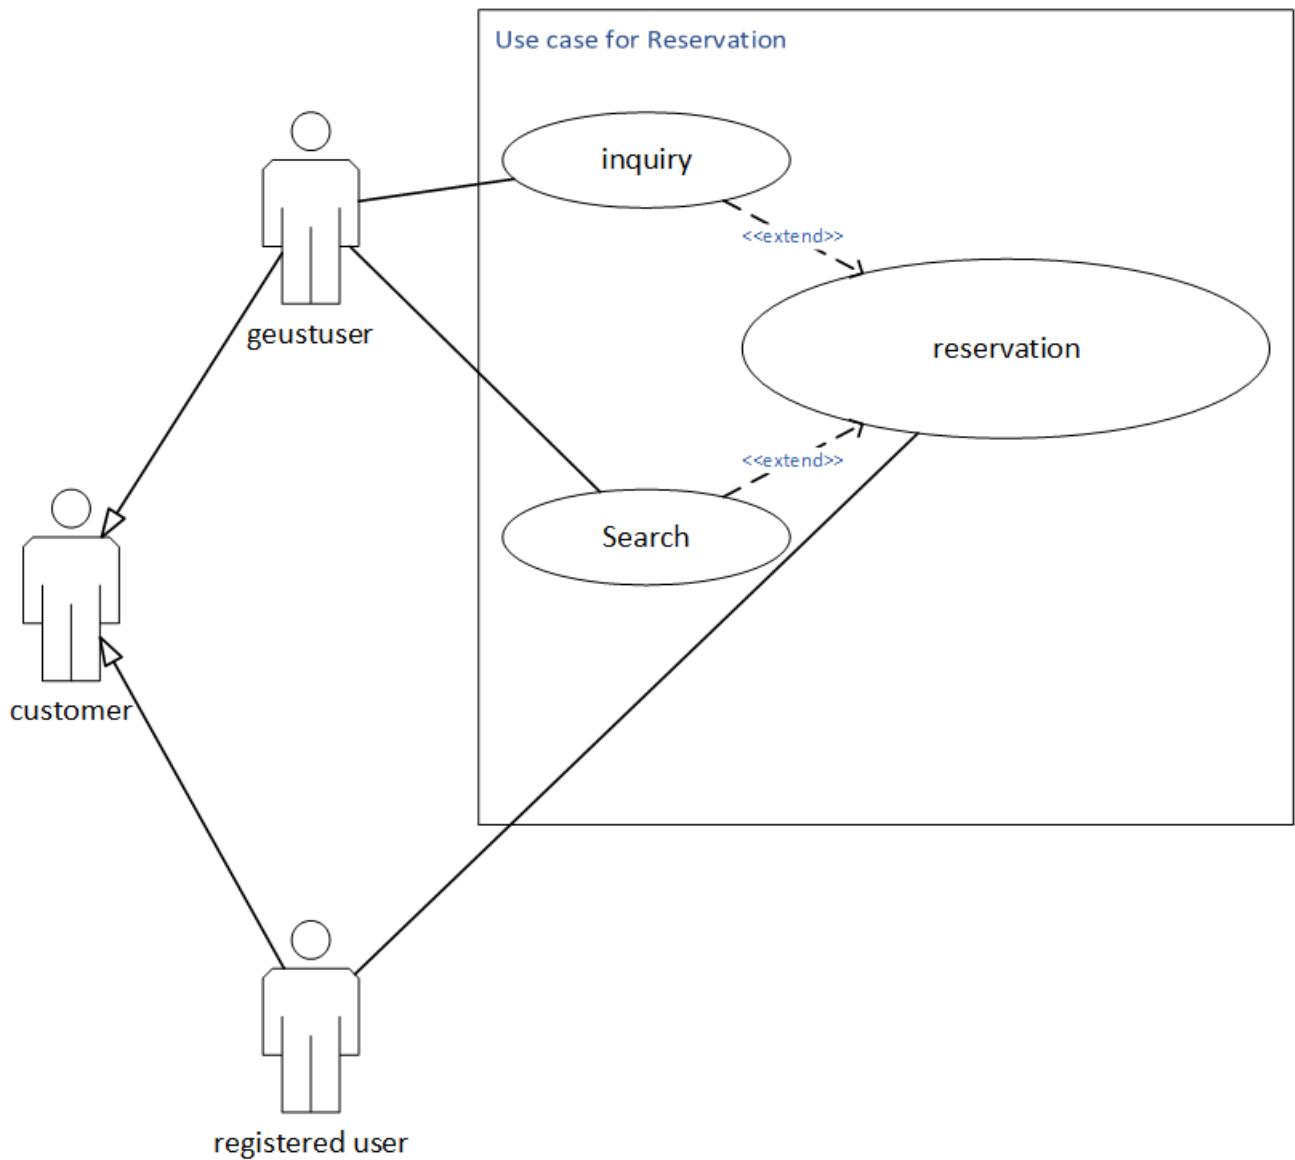 Use case for Reservation
inquiry
<<extend>>
geustuser
reservation
<<extend>>
Search
customer
registered user